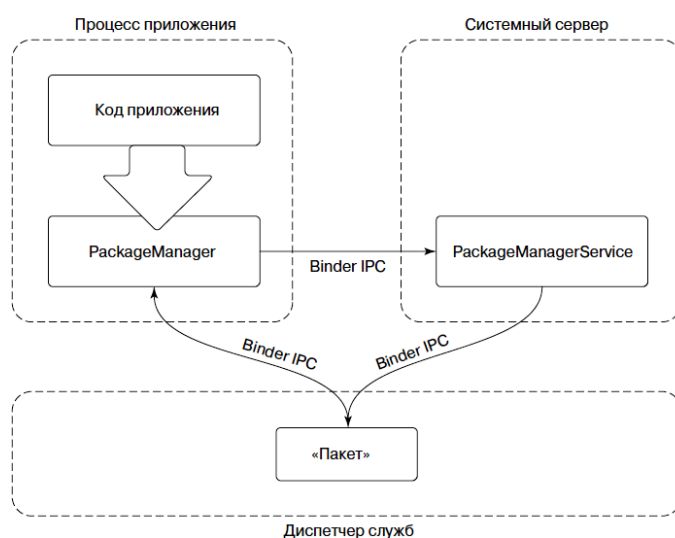 Процесс приложения
Системный сервер
Код приложения
PackageManager
Binder IPC
PackageManagerService
Binder IPC
Binder IPC
«Пакет»
Диспетчер служб